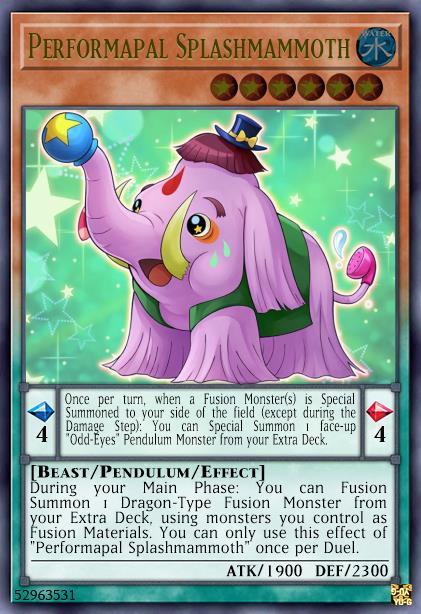 Performapal Splashmammoth
WATER
水
Once per turn, when a Fusion Monster(s) is Special
Summoned to your side of the field (except during the
Damage Step): You can Special Summon 1 face-up
"Odd-Eyes" Pendulum Monster from your Extra Deck.
4
4
[Beast/Pendulum/Effect]
During your Main Phase: You can Fusion
Summon 1 Dragon-Type Fusion Monster from
your Extra Deck, using monsters you control as
Fusion Materials. You can only use this effect of
"Performapal Splashmammoth" once per Duel.
ATK/1900 DEF/2300
52963531